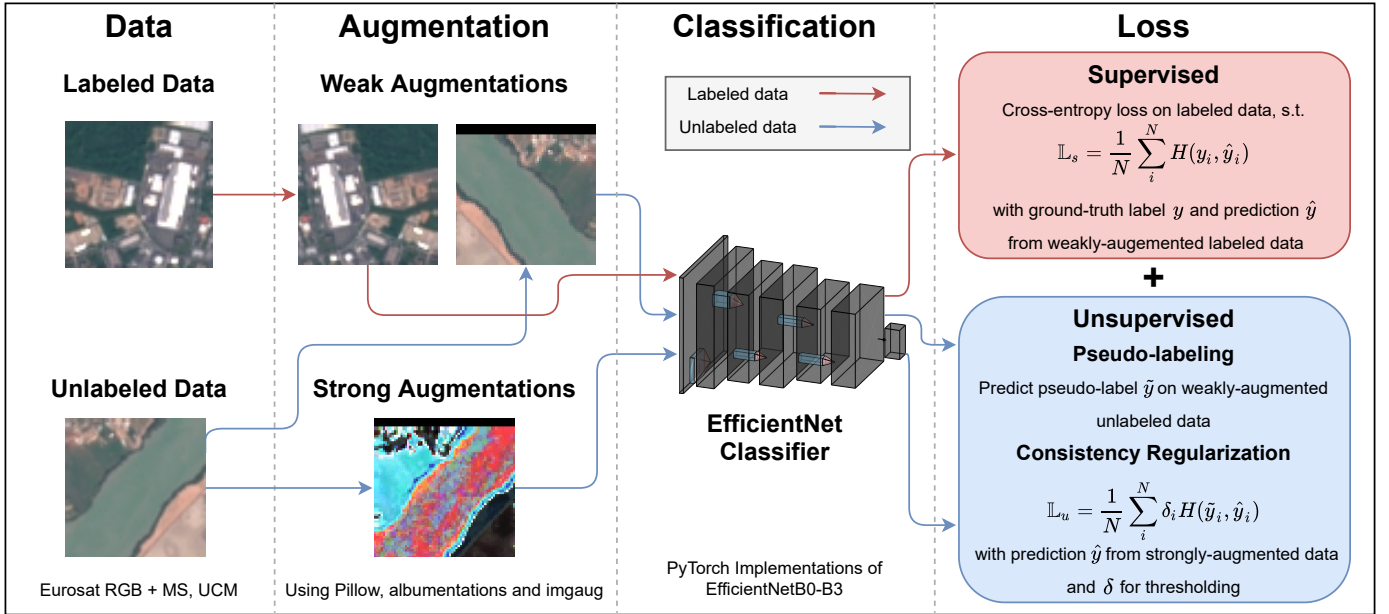 Data
Labeled Data
Unlabeled Data
Eurosat RGB + MS, UCM
Augmentation
Weak Augmentations
Strong Augmentations
Using Pillow, albumentations and imgaug
Classification
Labeled data
Unlabeled data
EfficientNet
Classifier
PyTorch Implementations of
EfficientNetB0-B3
Loss
Supervised
Cross-entropy loss on labeled data, s.t.
𝕃_s = 1/N ∑_i^N H(y_i, ŷ_i)
with ground-truth label y and prediction ŷ
from weakly-augemented labeled data
+
Unsupervised
Pseudo-labeling
Predict pseudo-label ỹ on weakly-augmented
unlabeled data
Consistency Regularization
𝕃_u = 1/N ∑_i^N δ_i H(ỹ_i, ŷ_i)
with prediction ŷ from strongly-augmented data
and δ for thresholding